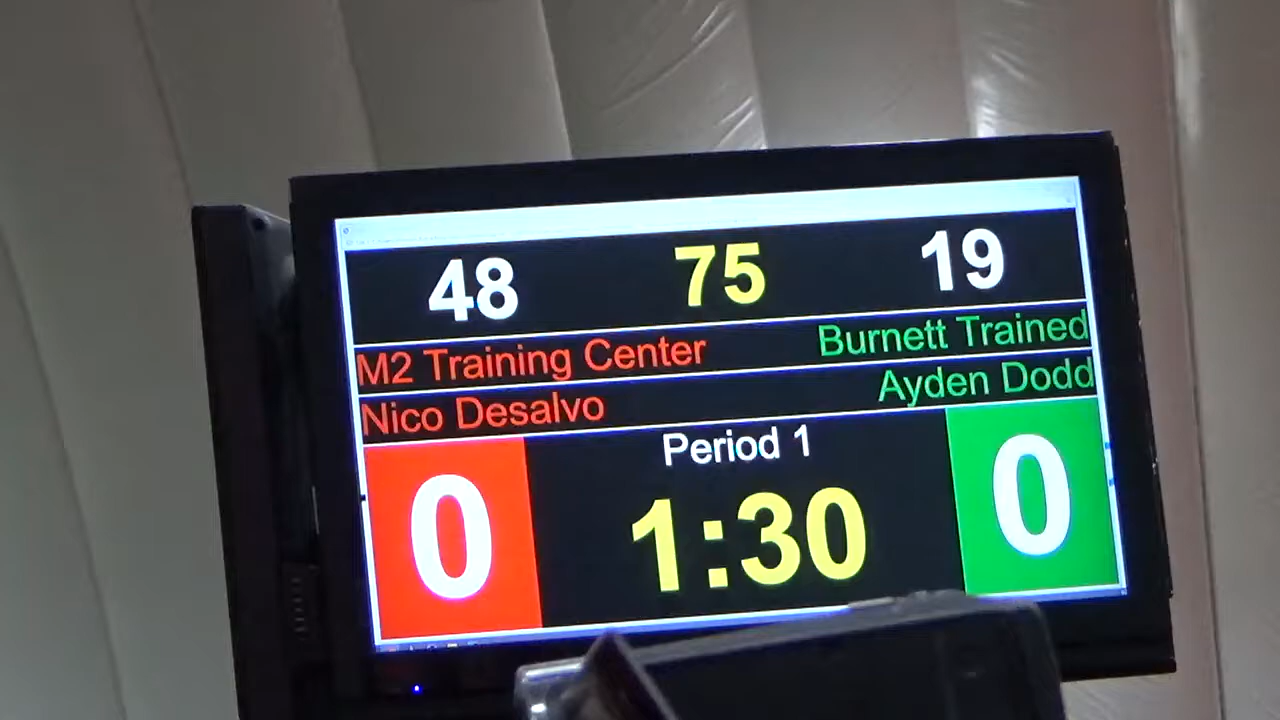 48 75 19
M2 Training Center Burnett Trained
Nico Desalvo Ayden Dodd
Period 1
0 1:30 0